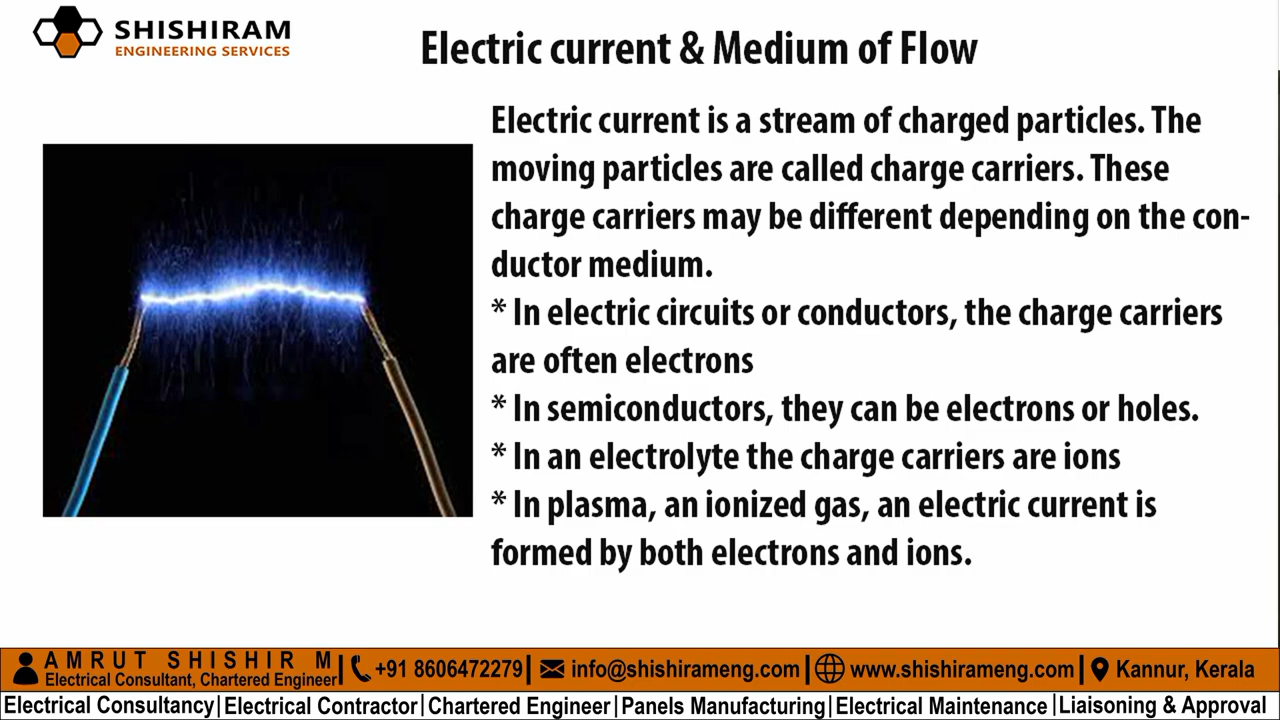 SHISHIRAM
ENGINEERING SERVICES
Electric current & Medium of Flow
Electric current is a stream of charged particles. The
moving particles are called charge carriers. These
charge carriers may be different depending on the con-
ductor medium.
* In electric circuits or conductors, the charge carriers
are often electrons
* In semiconductors, they can be electrons or holes.
* In an electrolyte the charge carriers are ions
* In plasma, an ionized gas, an electric current is
formed by both electrons and ions.
AMRUT SHISHIR M
Electrical Consultant, Chartered Engineer
+91 8606472279
info@shishirameng.com
www.shishirameng.com
Kannur, Kerala
Electrical Consultancy| Electrical Contractor| Chartered Engineer| Panels Manufacturing| Electrical Maintenance |Liaisoning & Approval